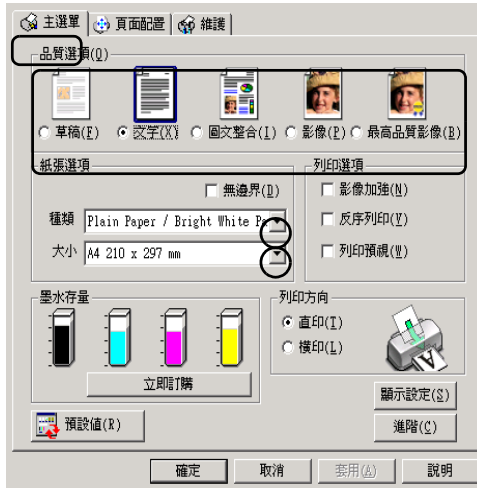 主選單 頁面配置 維護
品質選項(Q)
草稿(F) 文字(X) 圖文整合(I) 影像(P) 最高品質影像(B)
紙張選項 列印選項
無邊界(D) 影像加強(N)
種類 Plain Paper / Bright White Pa 反序列印(Y)
大小 A4 210 x 297 mm 列印預視(W)
墨水存量 列印方向
直印(T)
橫印(L)
立即訂購
顯示設定(S)
預設值(R) 進階(C)
確定 取消 套用(A) 說明